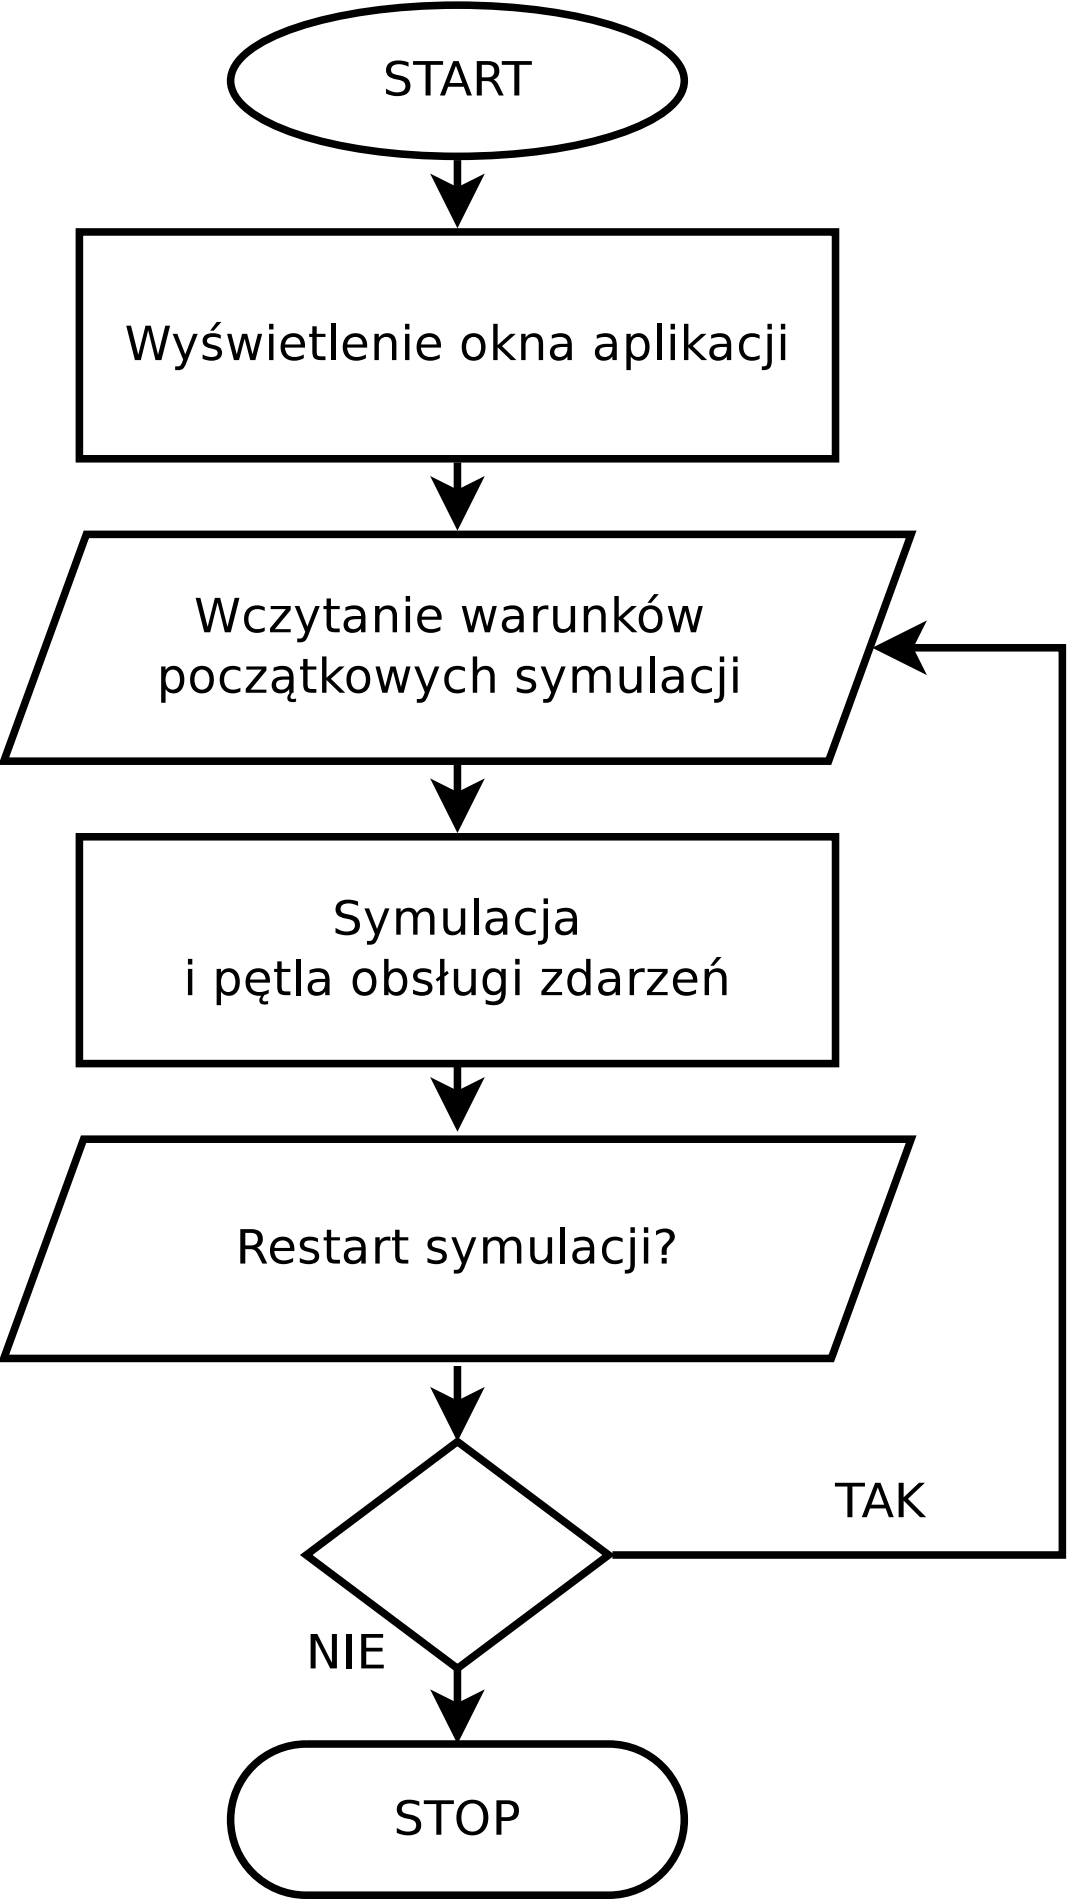 START
Wyświetlenie okna aplikacji
Wczytanie warunków
początkowych symulacji
Symulacja
i pętla obsługi zdarzeń
Restart symulacji?
TAK
NIE
STOP